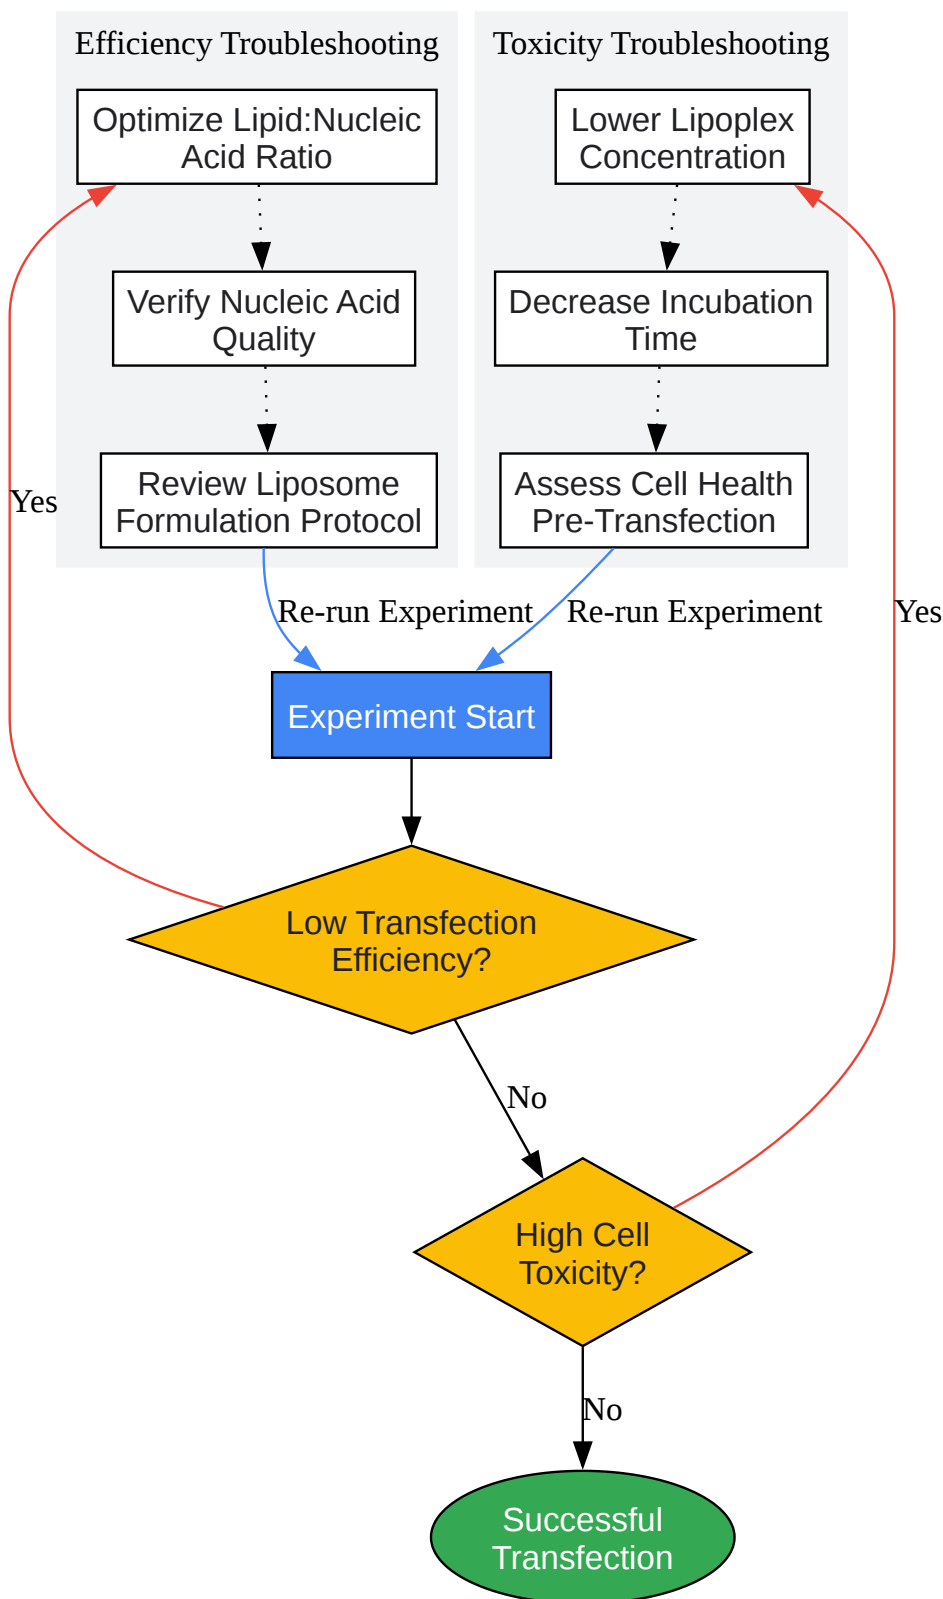 Efficiency Troubleshooting
Optimize Lipid:Nucleic
Acid Ratio
Verify Nucleic Acid
Quality
Review Liposome
Formulation Protocol
Toxicity Troubleshooting
Lower Lipoplex
Concentration
Decrease Incubation
Time
Assess Cell Health
Pre-Transfection
Yes
Re-run Experiment
Re-run Experiment
Yes
Experiment Start
Low Transfection
Efficiency?
No
High Cell
Toxicity?
No
Successful
Transfection